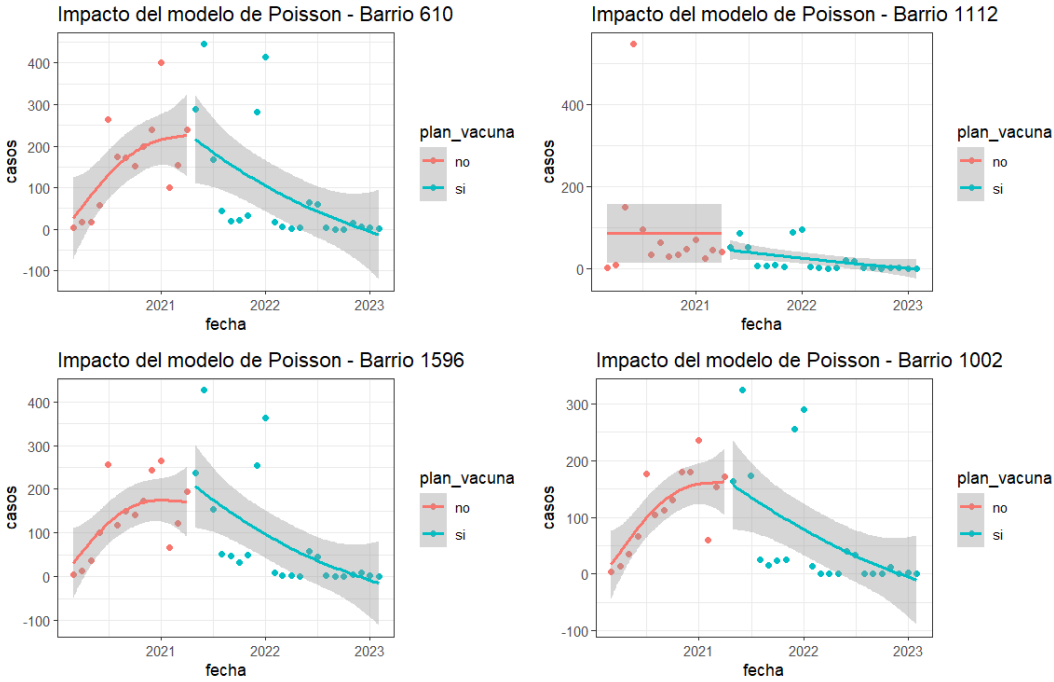 Impacto del modelo de Poisson - Barrio 610
400
300
200
100
0
-100
casos
2021 2022 2023
fecha
plan_vacuna
no
si
Impacto del modelo de Poisson - Barrio 1112
400
200
0
casos
2021 2022 2023
fecha
plan_vacuna
no
si
Impacto del modelo de Poisson - Barrio 1596
400
300
200
100
0
-100
casos
2021 2022 2023
fecha
plan_vacuna
no
si
Impacto del modelo de Poisson - Barrio 1002
300
200
100
0
-100
casos
2021 2022 2023
fecha
plan_vacuna
no
si